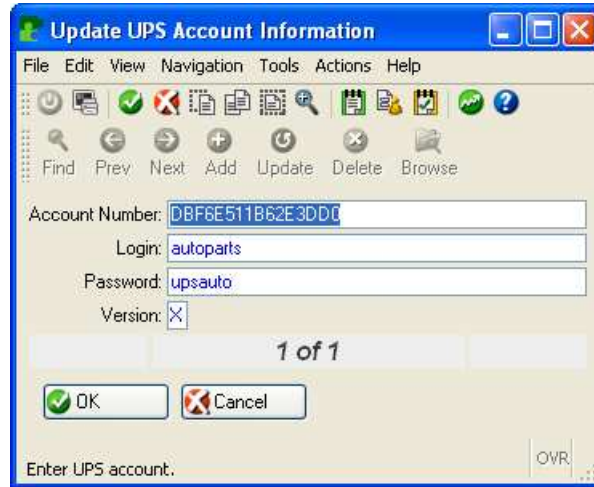 Update UPS Account Information
File Edit View Navigation Tools Actions Help
Find Prev Next Add Update Delete Browse
Account Number: DBF6E511B62E3DD0
Login: autoparts
Password: upsauto
Version: X
1 of 1
OK Cancel
Enter UPS account. OVR